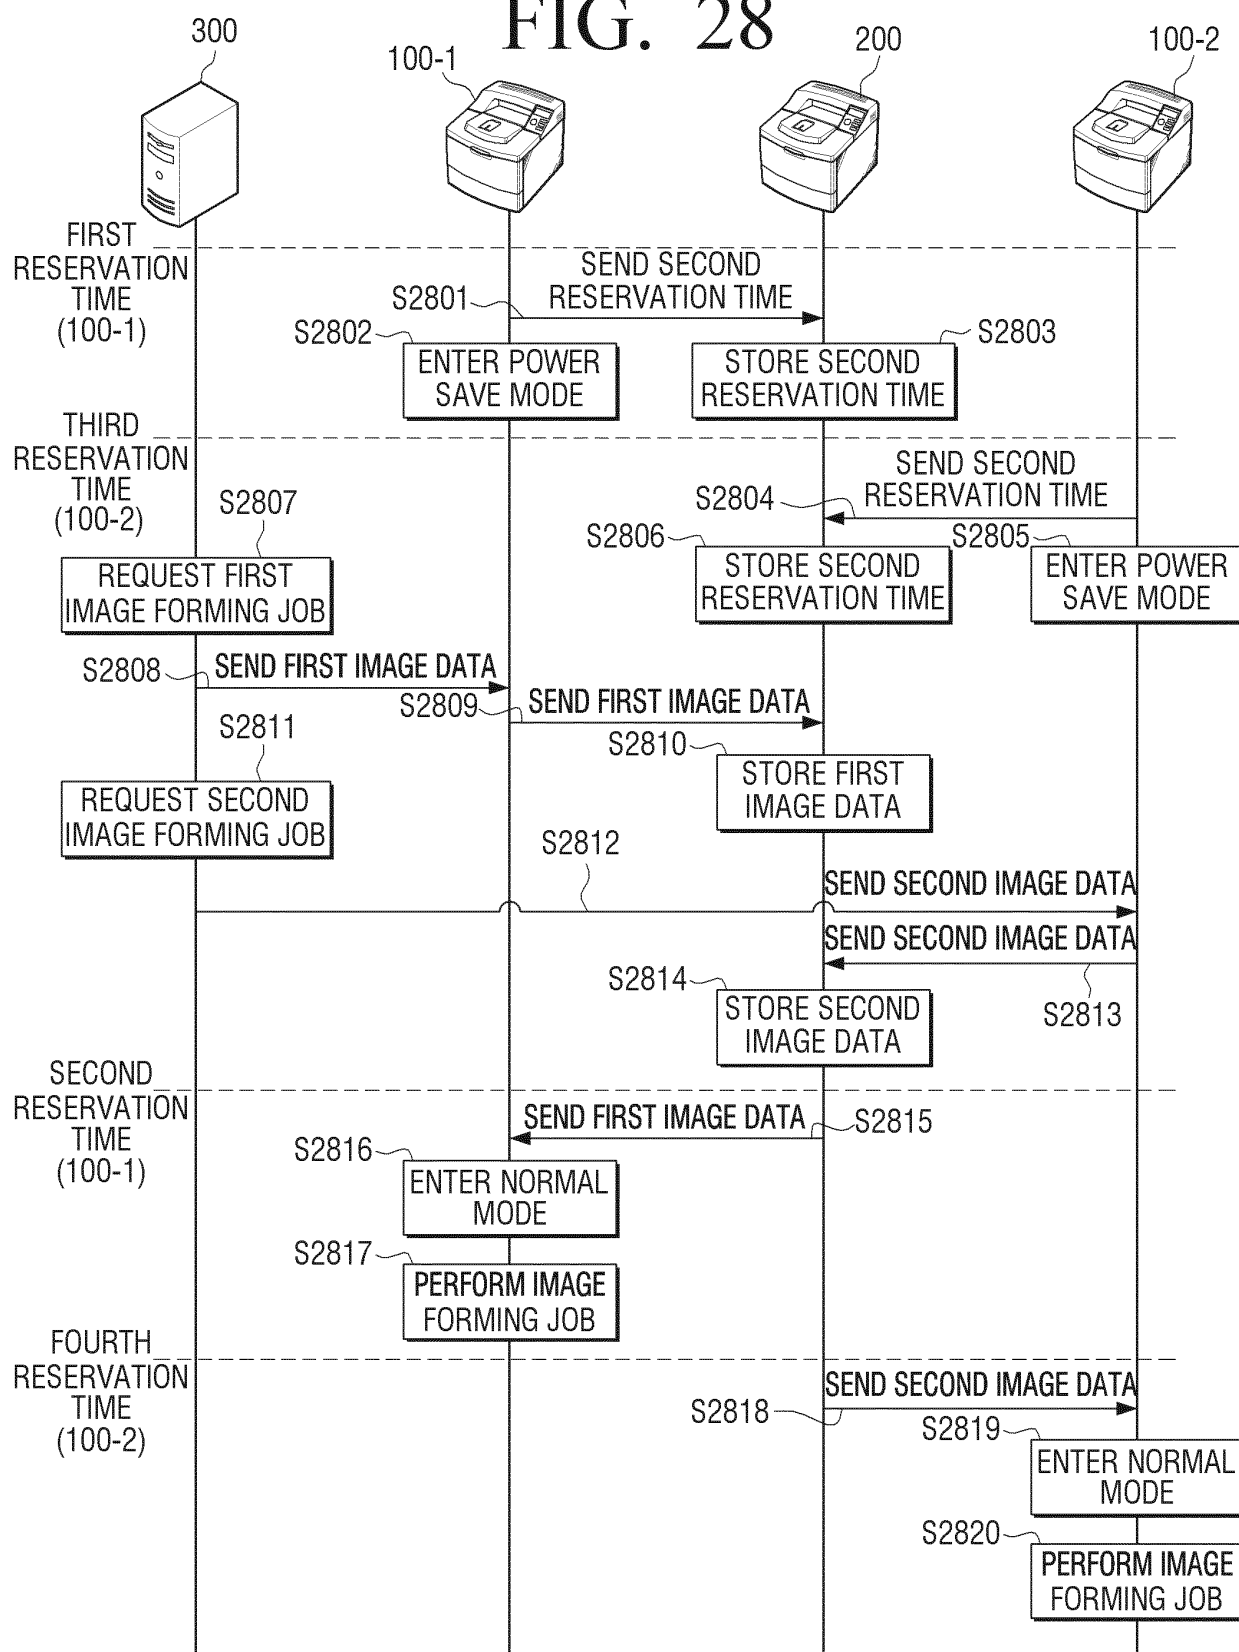 FIG. 28
300
100-1
200
100-2
FIRST
RESERVATION
TIME
(100-1)
SEND SECOND
RESERVATION TIME
S2801
S2802
ENTER POWER
SAVE MODE
S2803
STORE SECOND
RESERVATION TIME
THIRD
RESERVATION
TIME
(100-2)
SEND SECOND
RESERVATION TIME
S2804
S2807
REQUEST FIRST
IMAGE FORMING JOB
S2806
STORE SECOND
RESERVATION TIME
S2805
ENTER POWER
SAVE MODE
S2808
SEND FIRST IMAGE DATA
S2809
SEND FIRST IMAGE DATA
S2810
STORE FIRST
IMAGE DATA
S2811
REQUEST SECOND
IMAGE FORMING JOB
S2812
SEND SECOND IMAGE DATA
SEND SECOND IMAGE DATA
S2813
S2814
STORE SECOND
IMAGE DATA
SECOND
RESERVATION
TIME
(100-1)
SEND FIRST IMAGE DATA
S2815
S2816
ENTER NORMAL
MODE
S2817
PERFORM IMAGE
FORMING JOB
FOURTH
RESERVATION
TIME
(100-2)
SEND SECOND IMAGE DATA
S2818
S2819
ENTER NORMAL
MODE
S2820
PERFORM IMAGE
FORMING JOB